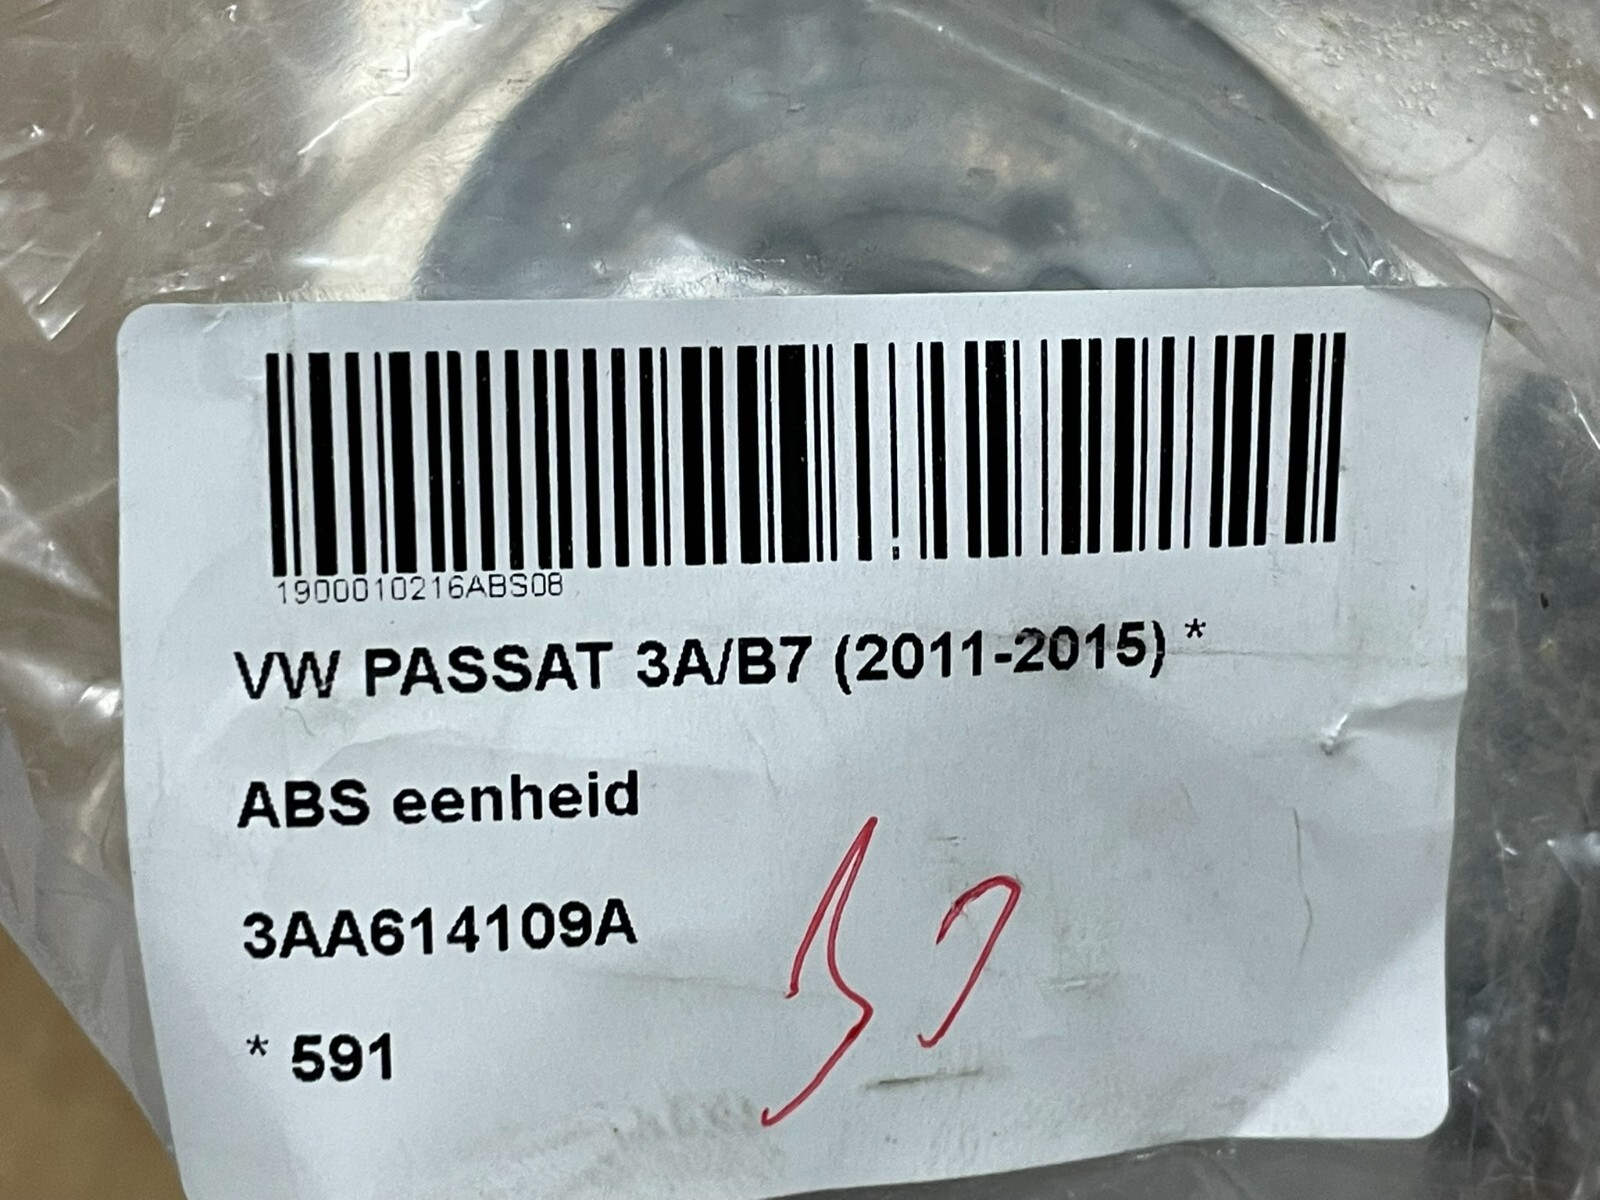 1900010216ABS08
VW PASSAT 3A/B7 (2011-2015) *
ABS eenheid
3AA614109A
* 591